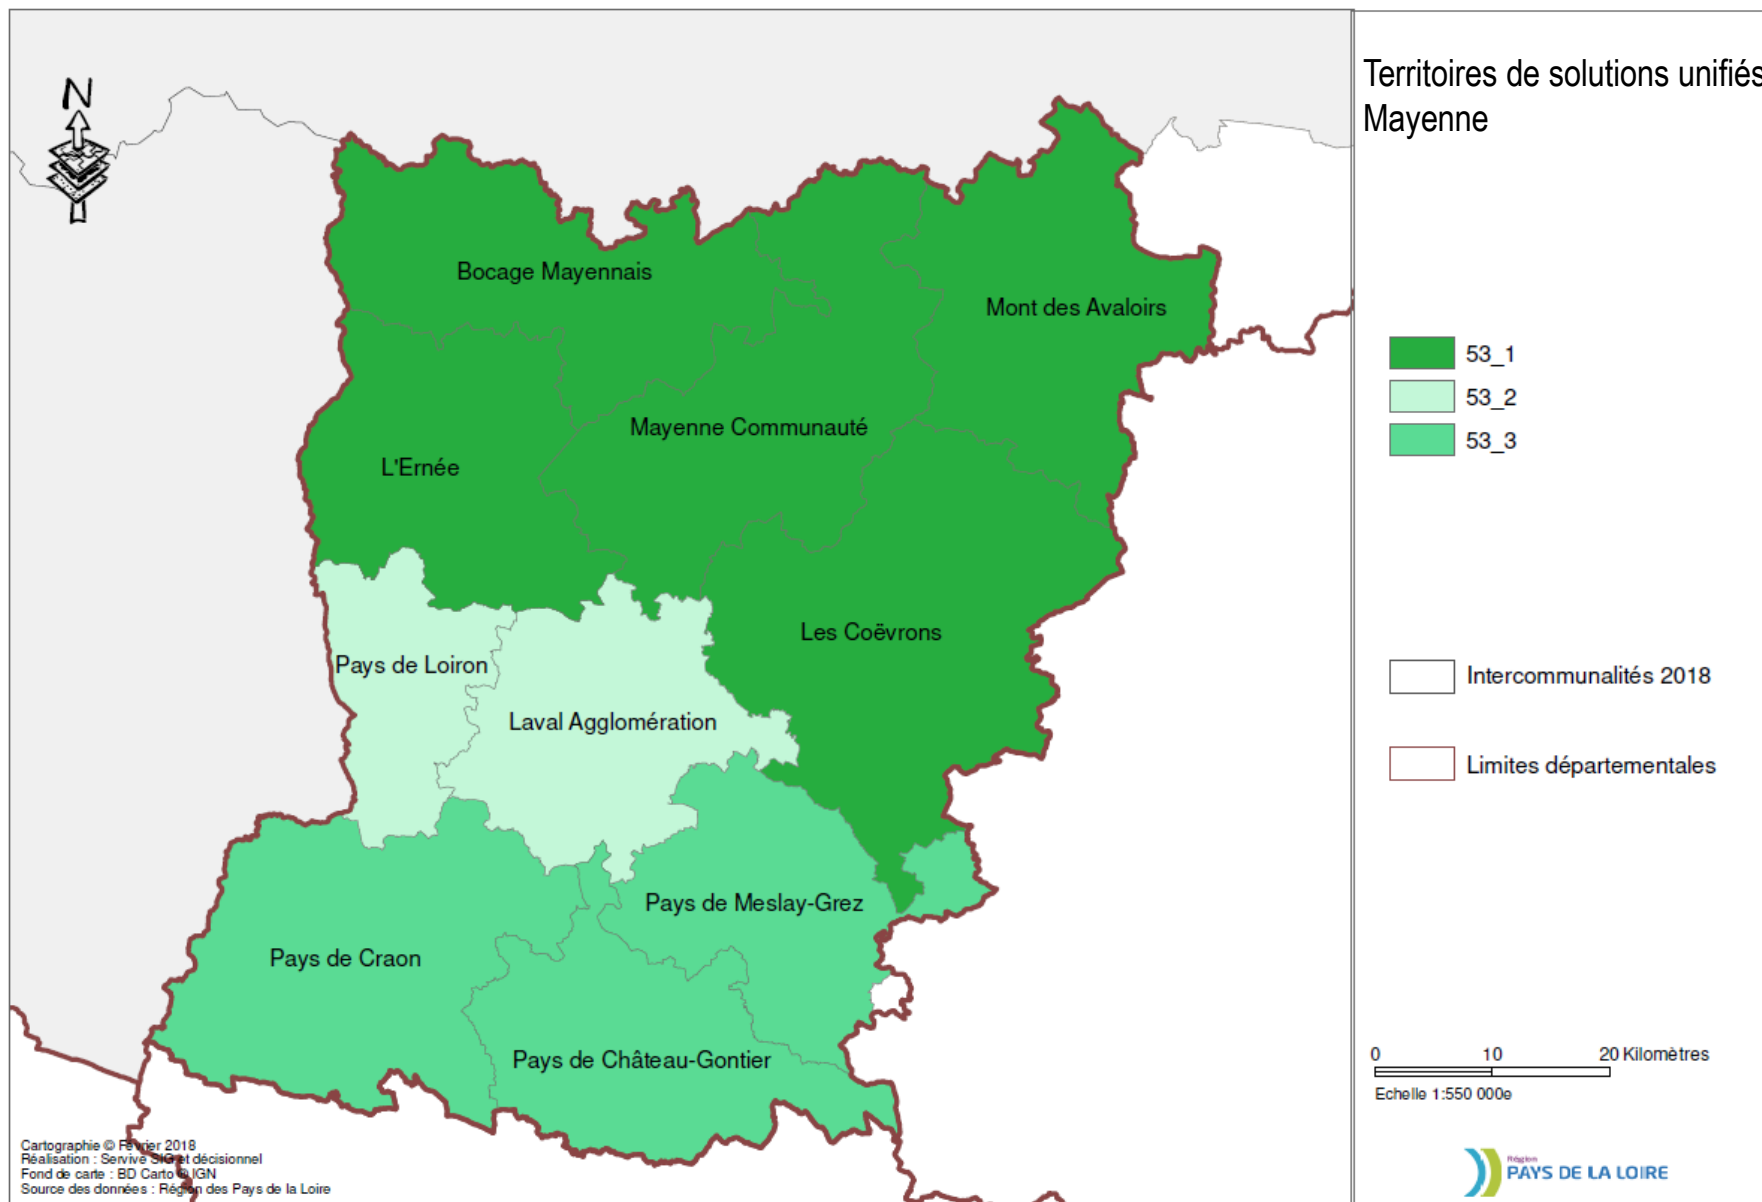 N
Territoires de solutions unifiés
Mayenne
Bocage Mayennais
Mont des Avaloirs
Mayenne Communauté
L'Ernée
Les Coëvrons
Pays de Loiron
Laval Agglomération
Pays de Meslay-Grez
Pays de Craon
Pays de Château-Gontier
53_1
53_2
53_3
Intercommunalités 2018
Limites départementales
0 10 20 Kilomètres
Echelle 1:550 000e
Cartographie © Février 2018
Réalisation : Servive SIG et décisionnel
Fond de carte : BD Carto © IGN
Source des données : Région des Pays de la Loire
Région
PAYS DE LA LOIRE